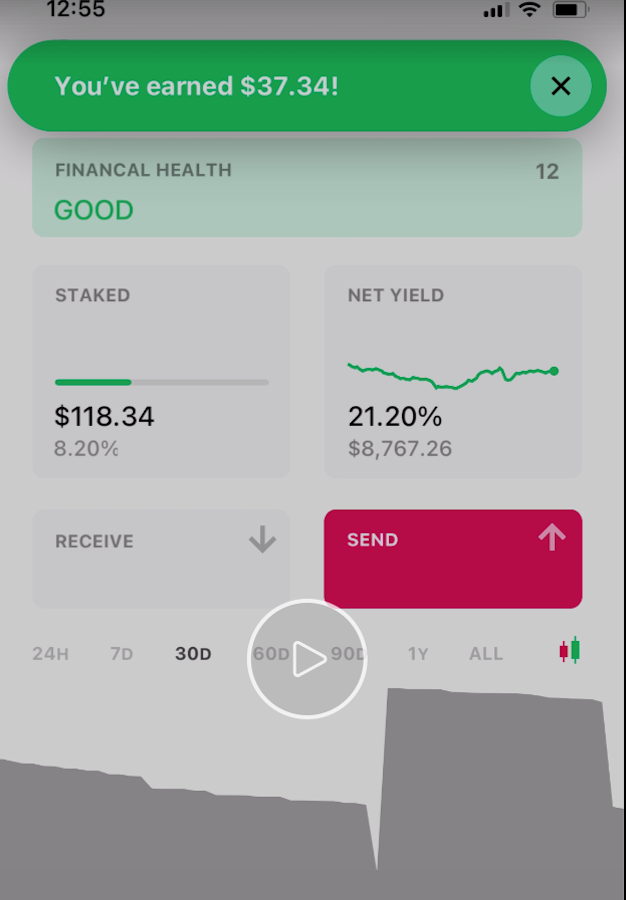 12:55
You’ve earned $37.34!
FINANCAL HEALTH 12
GOOD
STAKED
$118.34
8.20%
NET YIELD
21.20%
$8,767.26
RECEIVE
SEND
24H 7D 30D 60D 90D 1Y ALL